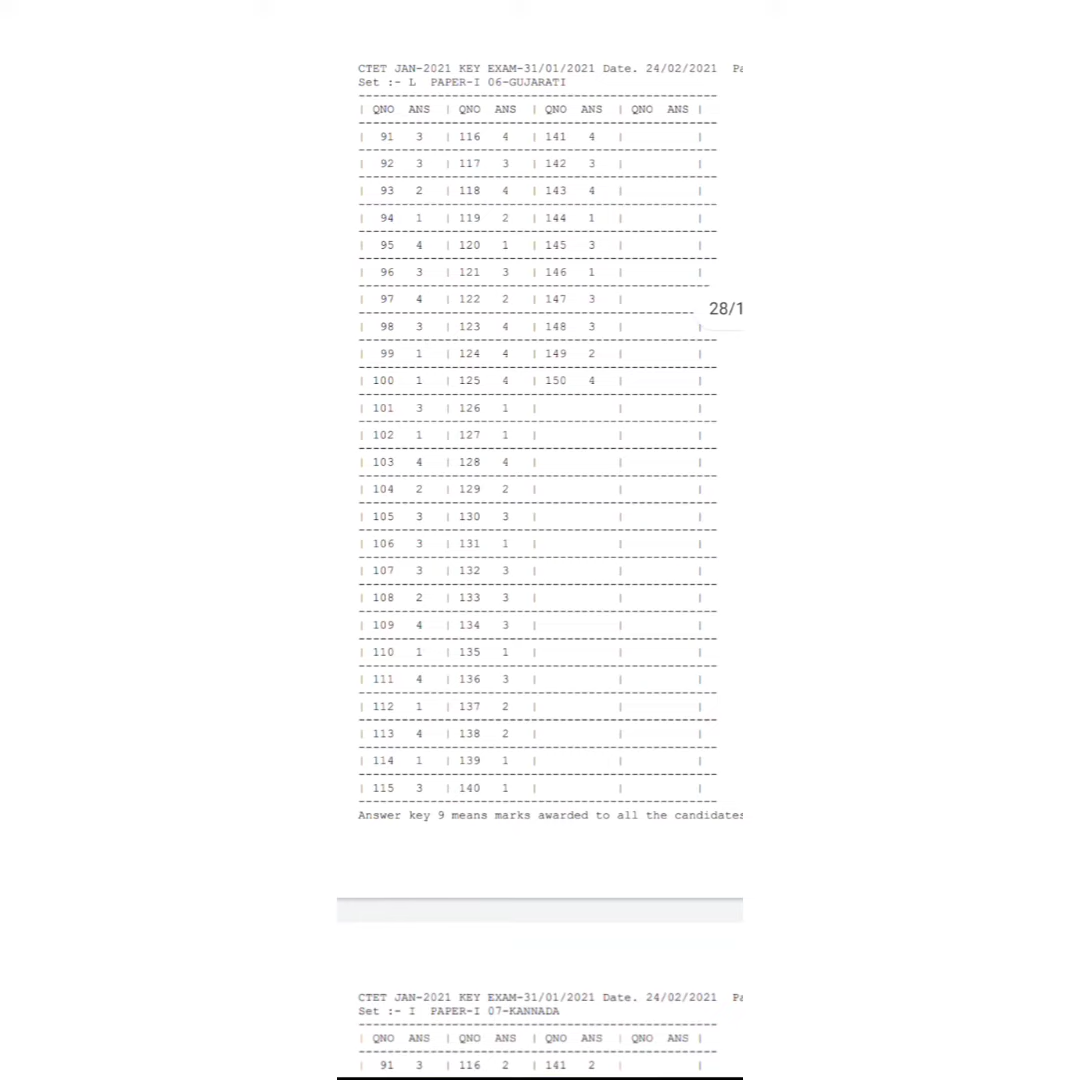 CTET JAN-2021 KEY EXAM-31/01/2021 Date. 24/02/2021
Set :- L PAPER-I 06-GUJARATI
| QNO ANS | QNO ANS | QNO ANS | QNO ANS |
| 91 3 | 116 4 | 141 4 | |
| 92 3 | 117 3 | 142 3 | |
| 93 2 | 118 4 | 143 4 | |
| 94 1 | 119 2 | 144 1 | |
| 95 4 | 120 1 | 145 3 | |
| 96 3 | 121 3 | 146 1 | |
| 97 4 | 122 2 | 147 3 |
28/1
| 98 3 | 123 4 | 148 3 | |
| 99 1 | 124 4 | 149 2 | |
| 100 1 | 125 4 | 150 4 | |
| 101 3 | 126 1 | | |
| 102 1 | 127 1 | | |
| 103 4 | 128 4 | | |
| 104 2 | 129 2 | | |
| 105 3 | 130 3 | | |
| 106 3 | 131 1 | | |
| 107 3 | 132 3 | | |
| 108 2 | 133 3 | | |
| 109 4 | 134 3 | | |
| 110 1 | 135 1 | | |
| 111 4 | 136 3 | | |
| 112 1 | 137 2 | | |
| 113 4 | 138 2 | | |
| 114 1 | 139 1 | | |
| 115 3 | 140 1 | | |
Answer key 9 means marks awarded to all the candidates
CTET JAN-2021 KEY EXAM-31/01/2021 Date. 24/02/2021
Set :- I PAPER-I 07-KANNADA
| QNO ANS | QNO ANS | QNO ANS | QNO ANS |
| 91 3 | 116 2 | 141 2 | |